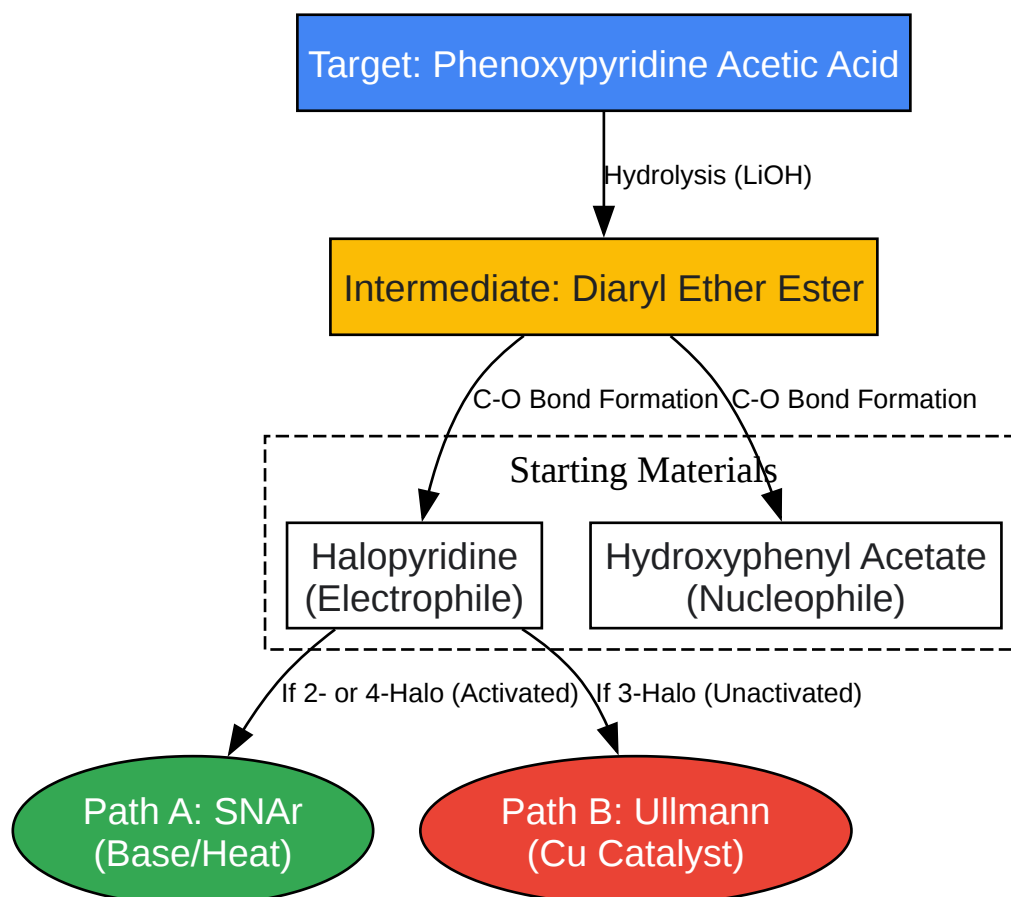 Target: Phenoxypyridine Acetic Acid
Hydrolysis (LiOH)
Intermediate: Diaryl Ether Ester
C-O Bond Formation
C-O Bond Formation
Starting Materials
Halopyridine
(Electrophile)
Hydroxyphenyl Acetate
(Nucleophile)
If 2- or 4-Halo (Activated)
If 3-Halo (Unactivated)
Path A: SNAr
(Base/Heat)
Path B: Ullmann
(Cu Catalyst)